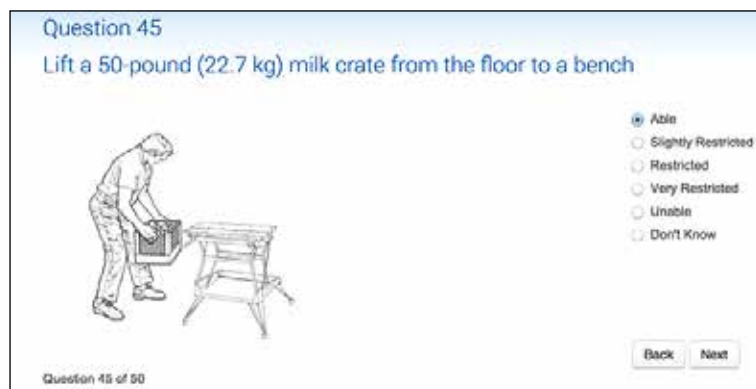 Question 45
Lift a 50-pound (22.7 kg) milk crate from the floor to a bench
Able
Slightly Restricted
Restricted
Very Restricted
Unable
Don't Know
Back Next
Question 45 of 50